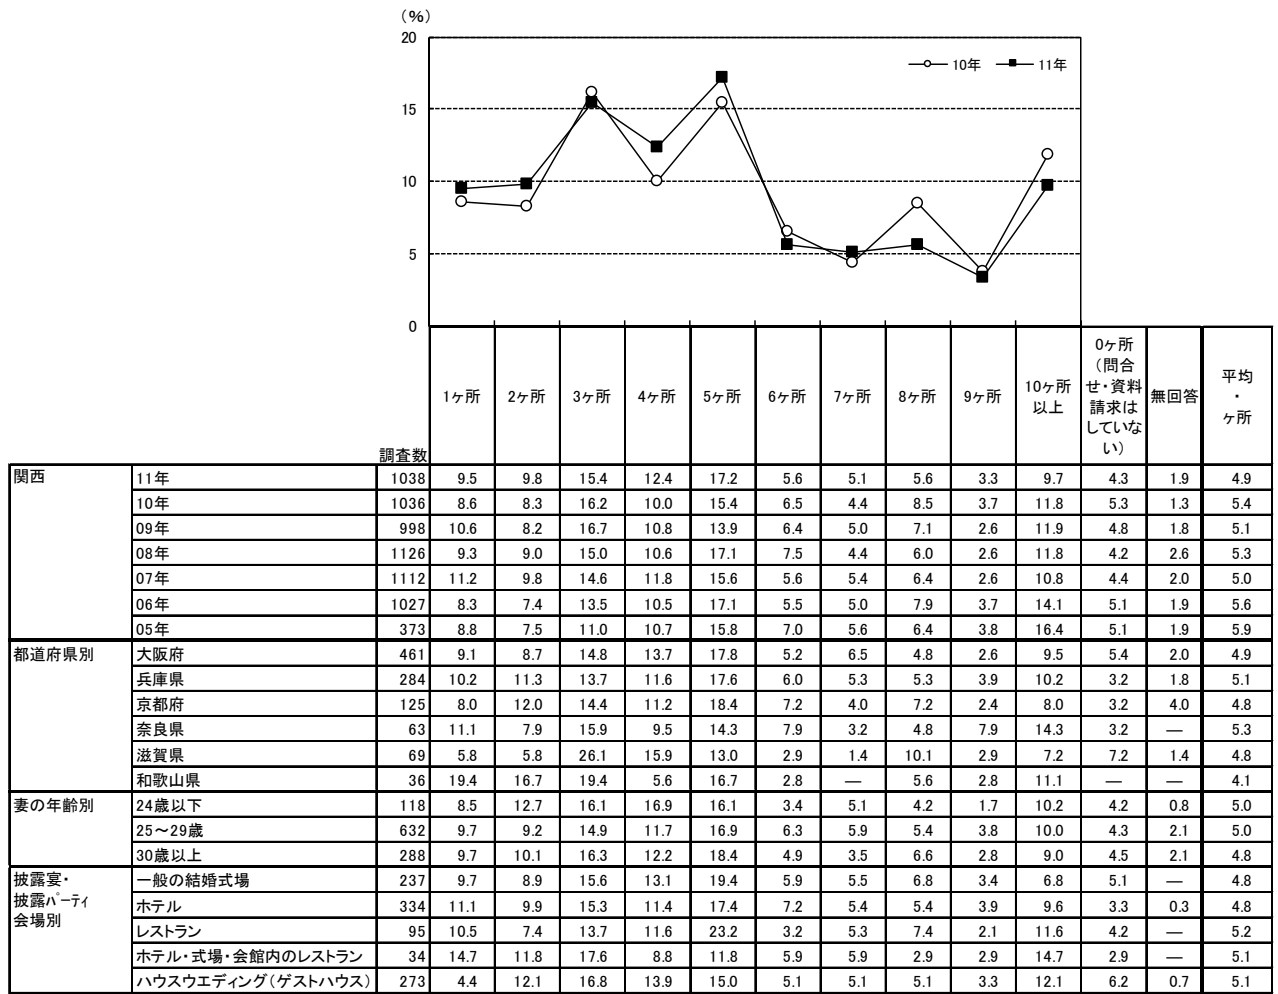 （%）
20
15
10
5
0
10年 11年
調査数 1ヶ所 2ヶ所 3ヶ所 4ヶ所 5ヶ所 6ヶ所 7ヶ所 8ヶ所 9ヶ所 10ヶ所以上 0ヶ所（問合せ・資料請求はしていない） 無回答 平均・ヶ所
関西 11年 1038 9.5 9.8 15.4 12.4 17.2 5.6 5.1 5.6 3.3 9.7 4.3 1.9 4.9
10年 1036 8.6 8.3 16.2 10.0 15.4 6.5 4.4 8.5 3.7 11.8 5.3 1.3 5.4
09年 998 10.6 8.2 16.7 10.8 13.9 6.4 5.0 7.1 2.6 11.9 4.8 1.8 5.1
08年 1126 9.3 9.0 15.0 10.6 17.1 7.5 4.4 6.0 2.6 11.8 4.2 2.6 5.3
07年 1112 11.2 9.8 14.6 11.8 15.6 5.6 5.4 6.4 2.6 10.8 4.4 2.0 5.0
06年 1027 8.3 7.4 13.5 10.5 17.1 5.5 5.0 7.9 3.7 14.1 5.1 1.9 5.6
05年 373 8.8 7.5 11.0 10.7 15.8 7.0 5.6 6.4 3.8 16.4 5.1 1.9 5.9
都道府県別 大阪府 461 9.1 8.7 14.8 13.7 17.8 5.2 6.5 4.8 2.6 9.5 5.4 2.0 4.9
兵庫県 284 10.2 11.3 13.7 11.6 17.6 6.0 5.3 5.3 3.9 10.2 3.2 1.8 5.1
京都府 125 8.0 12.0 14.4 11.2 18.4 7.2 4.0 7.2 2.4 8.0 3.2 4.0 4.8
奈良県 63 11.1 7.9 15.9 9.5 14.3 7.9 3.2 4.8 7.9 14.3 3.2 ― 5.3
滋賀県 69 5.8 5.8 26.1 15.9 13.0 2.9 1.4 10.1 2.9 7.2 7.2 1.4 4.8
和歌山県 36 19.4 16.7 19.4 5.6 16.7 2.8 ― 5.6 2.8 11.1 ― ― 4.1
妻の年齢別 24歳以下 118 8.5 12.7 16.1 16.9 16.1 3.4 5.1 4.2 1.7 10.2 4.2 0.8 5.0
25～29歳 632 9.7 9.2 14.9 11.7 16.9 6.3 5.9 5.4 3.8 10.0 4.3 2.1 5.0
30歳以上 288 9.7 10.1 16.3 12.2 18.4 4.9 3.5 6.6 2.8 9.0 4.5 2.1 4.8
披露宴・披露ﾊﾟｰﾃｨ会場別 一般の結婚式場 237 9.7 8.9 15.6 13.1 19.4 5.9 5.5 6.8 3.4 6.8 5.1 ― 4.8
ホテル 334 11.1 9.9 15.3 11.4 17.4 7.2 5.4 5.4 3.9 9.6 3.3 0.3 4.8
レストラン 95 10.5 7.4 13.7 11.6 23.2 3.2 5.3 7.4 2.1 11.6 4.2 ― 5.2
ホテル・式場・会館内のレストラン 34 14.7 11.8 17.6 8.8 11.8 5.9 5.9 2.9 2.9 14.7 2.9 ― 5.1
ハウスウエディング（ゲストハウス） 273 4.4 12.1 16.8 13.9 15.0 5.1 5.1 5.1 3.3 12.1 6.2 0.7 5.1